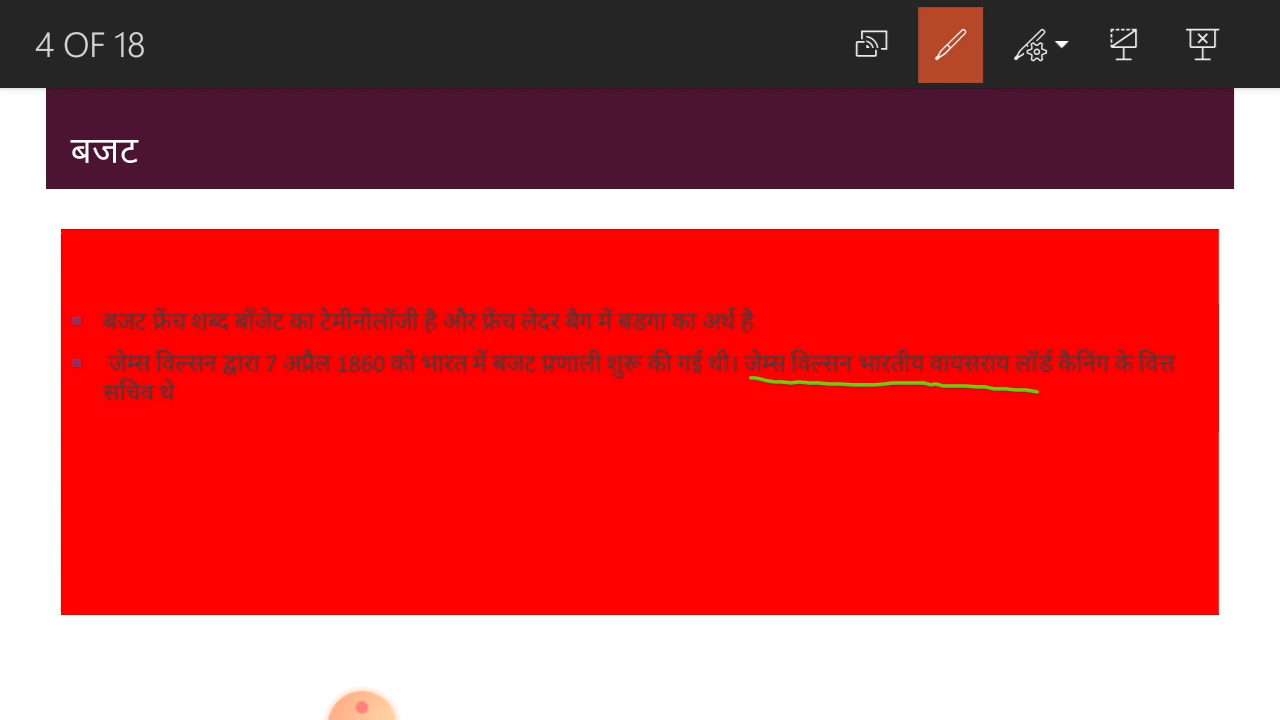 4 OF 18
बजट
बजट फ्रेंच शब्द बॉजेट का टेमीनोलॉजी है और फ्रेंच लेदर बैग में बडगा का अर्थ है
जेम्स विल्सन द्वारा 7 अप्रैल 1860 को भारत में बजट प्रणाली शुरू की गई थी। जेम्स विल्सन भारतीय वायसराय लॉर्ड कैनिंग के वित्त
सचिव थे